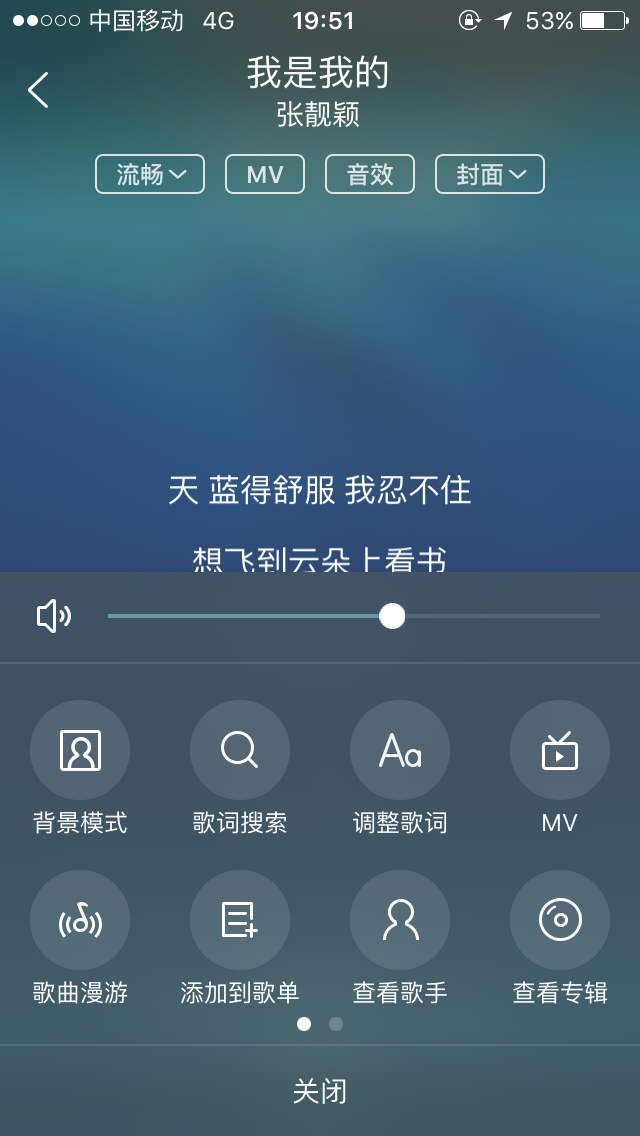 中国移动 4G 19:51 53%
我是我的
张靓颖
流畅 MV 音效 封面
天 蓝得舒服 我忍不住
想飞到云朵上看书
背景模式 歌词搜索 Aa 调整歌词 MV
歌曲漫游 添加到歌单 查看歌手 查看专辑
关闭